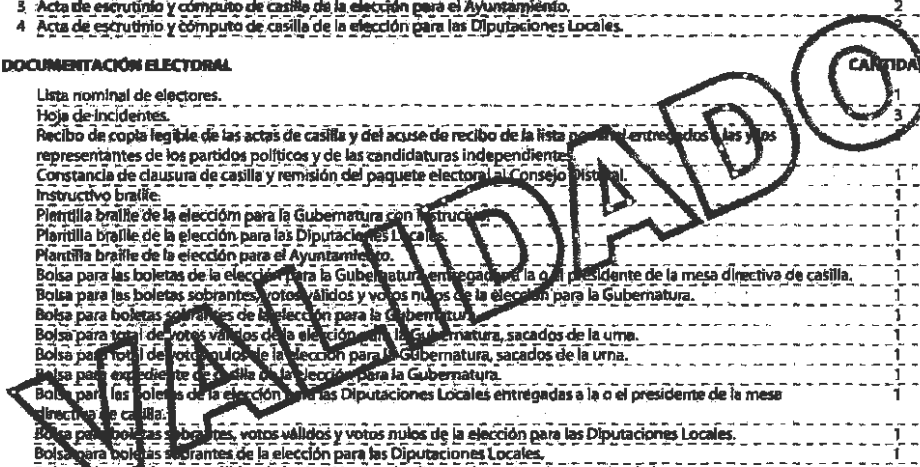 3 Acta de escrutinio y cómputo de casilla de la elección para el Ayuntamiento. 2
4 Acta de escrutinio y cómputo de casilla de la elección para las Diputaciones Locales. 2
DOCUMENTACIÓN ELECTORAL CANTIDA
Lista nominal de electores. 1
Hoja de incidentes. 3
Recibo de copia legible de las actas de casilla y del acuse de recibo de la lista nominal entregados a las y los
representantes de los partidos políticos y de las candidaturas independientes.
Constancia de clausura de casilla y remisión del paquete electoral al Consejo Distrital. 1
Instructivo braille. 1
Plantilla braille de la elección para la Gubernatura con instructivo. 1
Plantilla braille de la elección para las Diputaciones Locales. 1
Plantilla braille de la elección para el Ayuntamiento. 1
Bolsa para las boletas de la elección para la Gubernatura entregadas a la o el presidente de la mesa directiva de casilla. 1
Bolsa para las boletas sobrantes, votos válidos y votos nulos de la elección para la Gubernatura. 1
Bolsa para boletas sobrantes de la elección para la Gubernatura. 1
Bolsa para total de votos válidos de la elección para la Gubernatura, sacados de la urna. 1
Bolsa para total de votos nulos de la elección para la Gubernatura, sacados de la urna. 1
Bolsa para expediente de casilla de la elección para la Gubernatura. 1
Bolsa para las boletas de la elección para las Diputaciones Locales entregadas a la o el presidente de la mesa 1
directiva de casilla.
Bolsa para boletas sobrantes, votos válidos y votos nulos de la elección para las Diputaciones Locales. 1
Bolsa para boletas sobrantes de la elección para las Diputaciones Locales. 1
VALIDADO